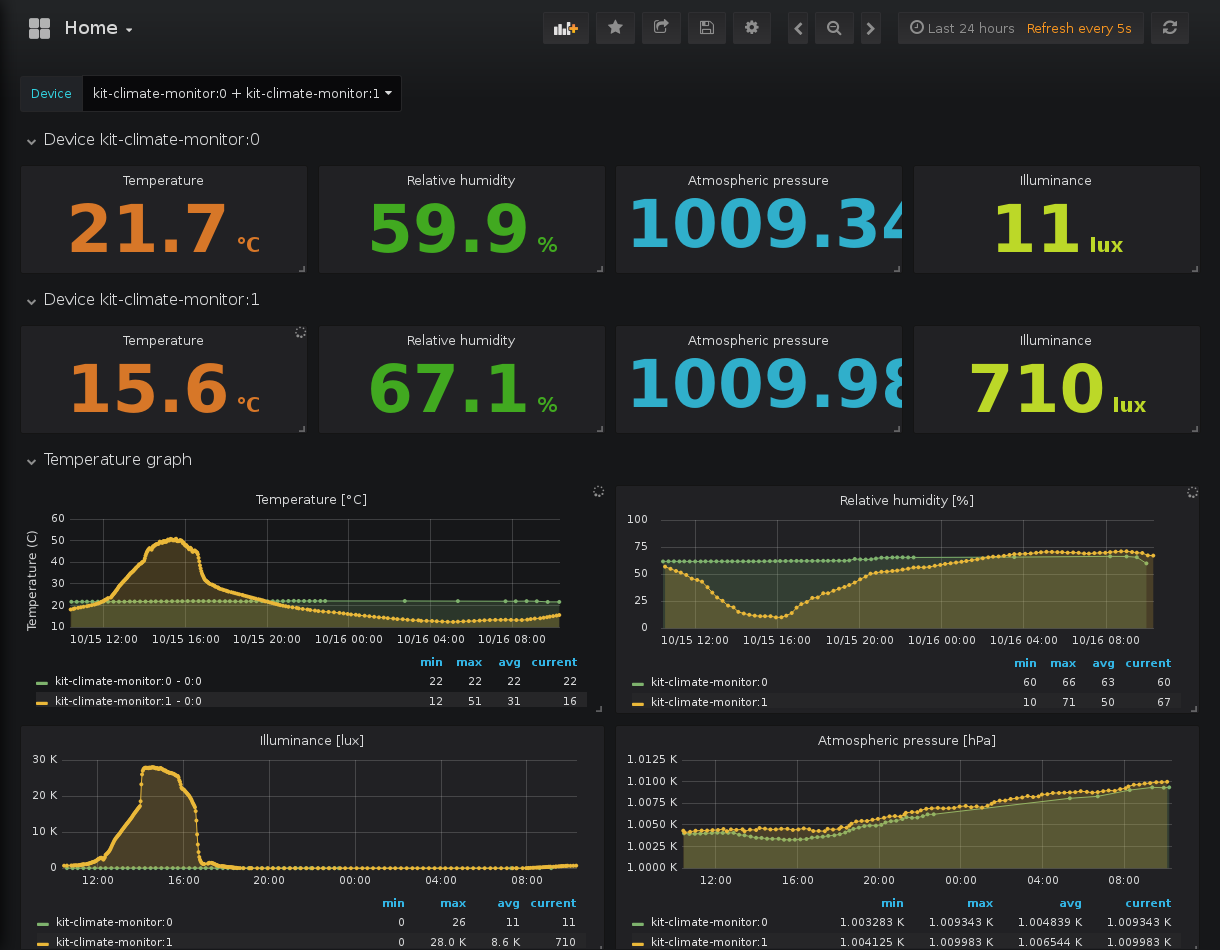 Home
Last 24 hours Refresh every 5s
Device kit-climate-monitor:0 + kit-climate-monitor:1
Device kit-climate-monitor:0
Temperature Relative humidity Atmospheric pressure Illuminance
21.7 °C 59.9 % 1009.34 11 lux
Device kit-climate-monitor:1
Temperature Relative humidity Atmospheric pressure Illuminance
15.6 °C 67.1 % 1009.98 710 lux
Temperature graph
Temperature [°C]
Temperature (C)
60
50
40
30
20
10
10/15 12:00 10/15 16:00 10/15 20:00 10/16 00:00 10/16 04:00 10/16 08:00
min max avg current
kit-climate-monitor:0 - 0:0 22 22 22 22
kit-climate-monitor:1 - 0:0 12 51 31 16
Relative humidity [%]
100
75
50
25
0
10/15 12:00 10/15 16:00 10/15 20:00 10/16 00:00 10/16 04:00 10/16 08:00
min max avg current
kit-climate-monitor:0 60 66 63 60
kit-climate-monitor:1 10 71 50 67
Illuminance [lux]
30 K
20 K
10 K
0
12:00 16:00 20:00 00:00 04:00 08:00
min max avg current
kit-climate-monitor:0 0 26 11 11
kit-climate-monitor:1 0 28.0 K 8.6 K 710
Atmospheric pressure [hPa]
1.0125 K
1.0100 K
1.0075 K
1.0050 K
1.0025 K
1.0000 K
12:00 16:00 20:00 00:00 04:00 08:00
min max avg current
kit-climate-monitor:0 1.003283 K 1.009343 K 1.004839 K 1.009343 K
kit-climate-monitor:1 1.004125 K 1.009983 K 1.006544 K 1.009983 K